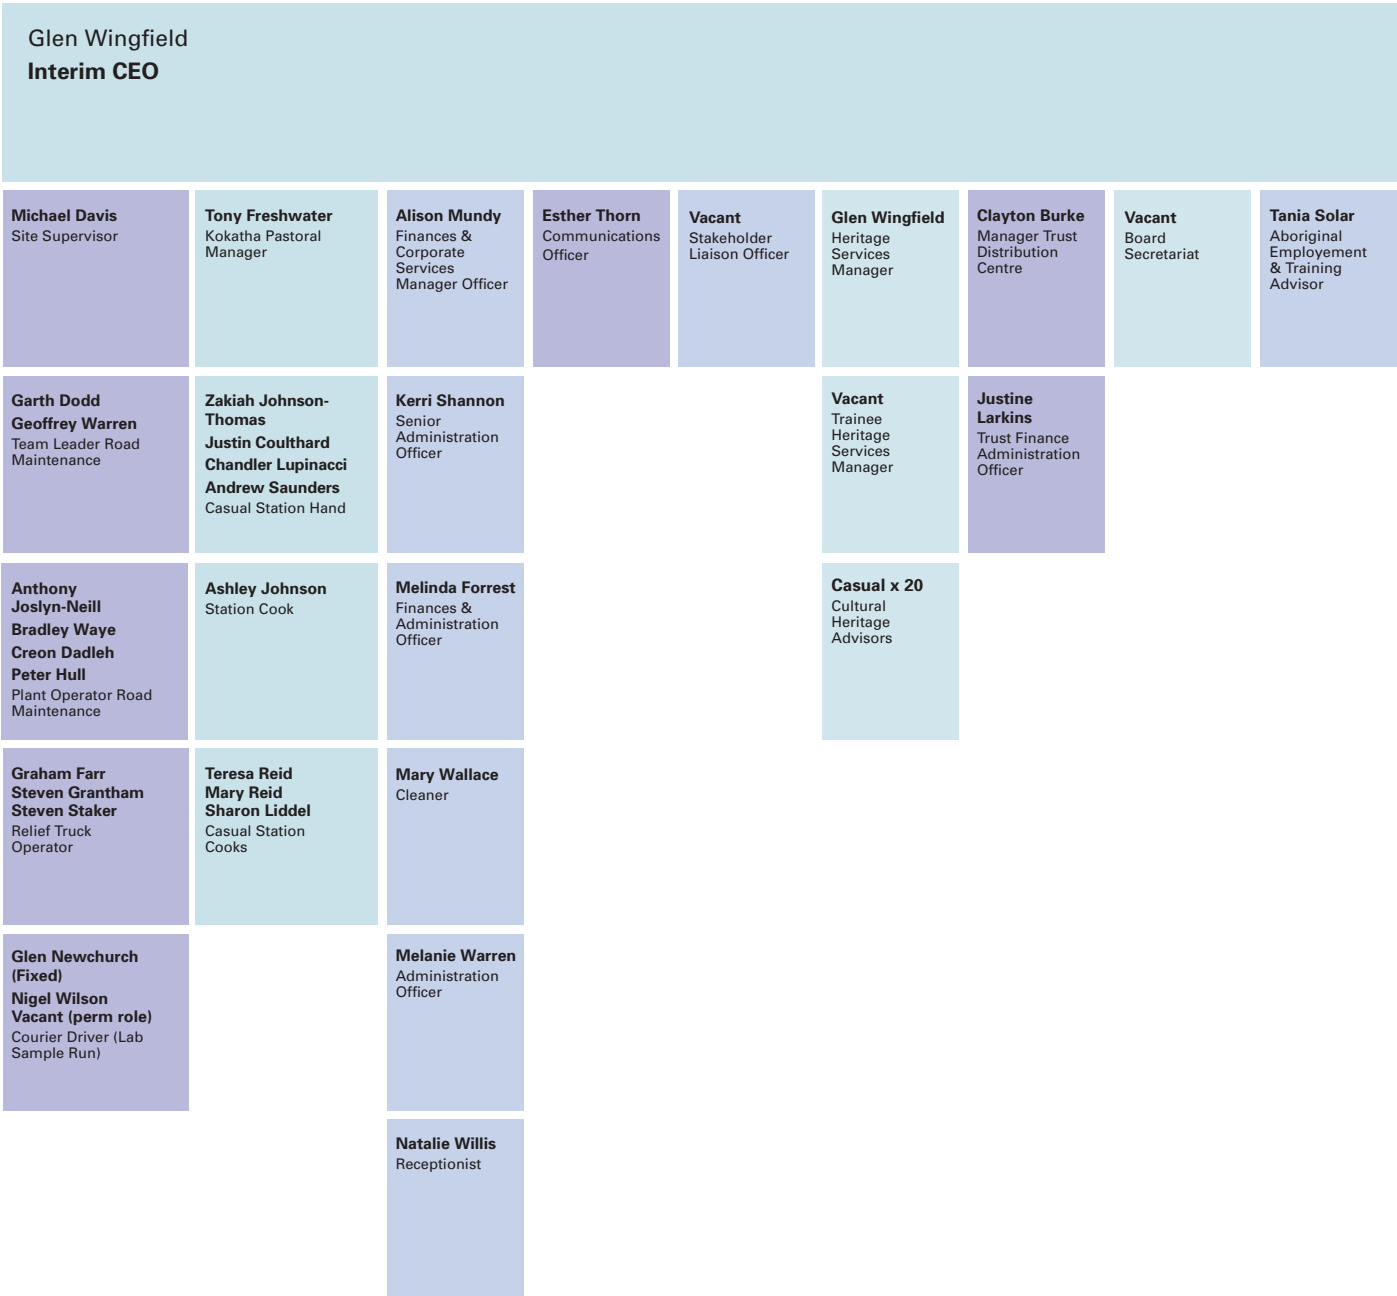 Glen Wingfield
Interim CEO
Michael Davis
Site Supervisor
Tony Freshwater
Kokatha Pastoral
Manager
Alison Mundy
Finances &
Corporate
Services
Manager Officer
Esther Thorn
Communications
Officer
Vacant
Stakeholder
Liaison Officer
Glen Wingfield
Heritage
Services
Manager
Clayton Burke
Manager Trust
Distribution
Centre
Vacant
Board
Secretariat
Tania Solar
Aboriginal
Employement
& Training
Advisor
Garth Dodd
Geoffrey Warren
Team Leader Road
Maintenance
Zakiah Johnson-
Thomas
Justin Coulthard
Chandler Lupinacci
Andrew Saunders
Casual Station Hand
Kerri Shannon
Senior
Administration
Officer
Vacant
Trainee
Heritage
Services
Manager
Justine
Larkins
Trust Finance
Administration
Officer
Anthony
Joslyn-Neill
Bradley Waye
Creon Dadleh
Peter Hull
Plant Operator Road
Maintenance
Ashley Johnson
Station Cook
Melinda Forrest
Finances &
Administration
Officer
Casual x 20
Cultural
Heritage
Advisors
Graham Farr
Steven Grantham
Steven Staker
Relief Truck
Operator
Teresa Reid
Mary Reid
Sharon Liddel
Casual Station
Cooks
Mary Wallace
Cleaner
Glen Newchurch
(Fixed)
Nigel Wilson
Vacant (perm role)
Courier Driver (Lab
Sample Run)
Melanie Warren
Administration
Officer
Natalie Willis
Receptionist